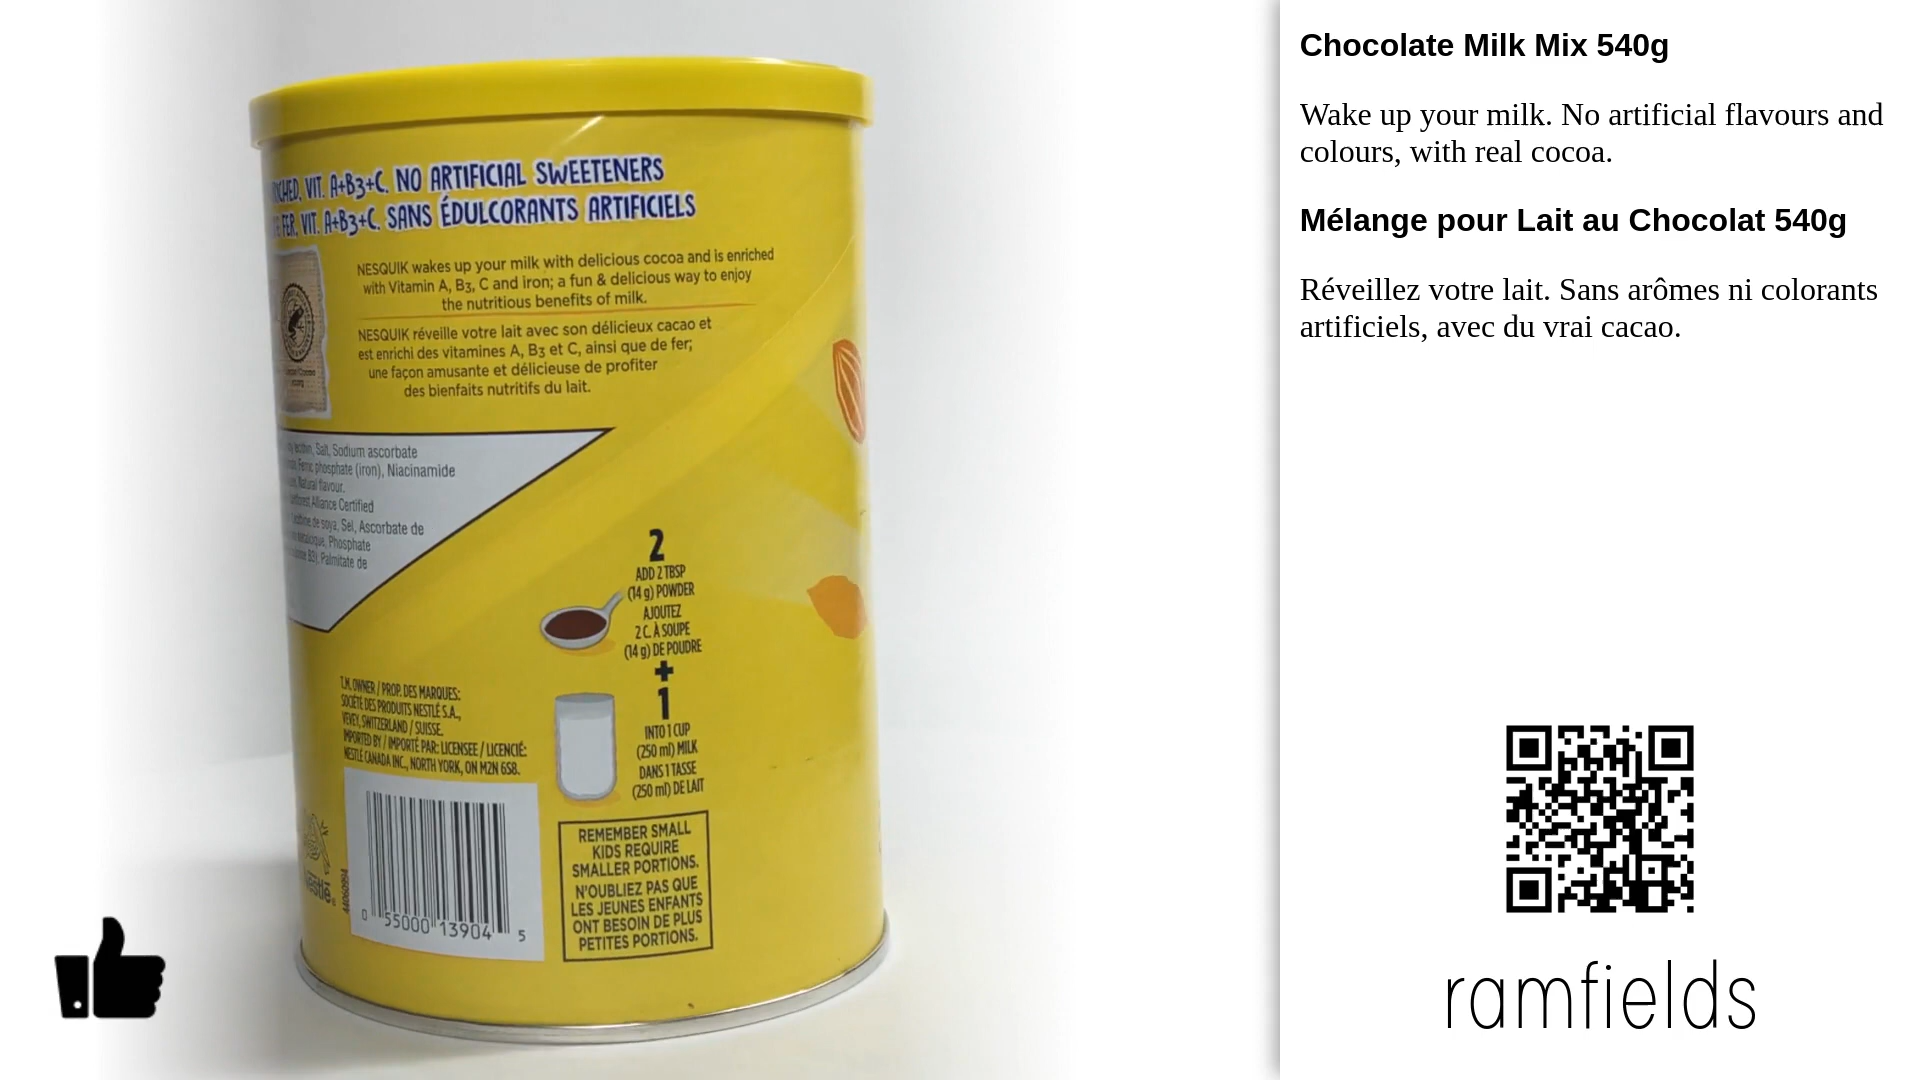 VIT. A+B3+C. NO ARTIFICIAL SWEETENERS
FER, VIT. A+B3+C. SANS ÉDULCORANTS ARTIFICIELS
NESQUIK wakes up your milk with delicious cocoa and is enriched
with Vitamin A, B3, C and iron; a fun & delicious way to enjoy
the nutritious benefits of milk.
NESQUIK réveille votre lait avec son délicieux cacao et
est enrichi des vitamines A, B3 et C, ainsi que de fer;
une façon amusante et délicieuse de profiter
des bienfaits nutritifs du lait.
lecithin, Salt, Sodium ascorbate
Ferric phosphate (iron), Niacinamide
Natural flavour.
Alliance Certified
de soya, Sel, Ascorbate de
Phosphate
B3), Palmitate de
2
ADD 2 TBSP
(14 g) POWDER
AJOUTEZ
2 C. À SOUPE
(14 g) DE POUDRE
+
1
INTO 1 CUP
(250 ml) MILK
DANS 1 TASSE
(250 ml) DE LAIT
T.M. OWNER / PROP. DES MARQUES:
SOCIÉTÉ DES PRODUITS NESTLÉ S.A.,
VEVEY, SWITZERLAND / SUISSE.
IMPORTED BY / IMPORTÉ PAR: LICENSEE / LICENCIÉ:
NESTLÉ CANADA INC., NORTH YORK, ON M2N 6S8.
Nestlé
44060994
0 55000 13904 5
REMEMBER SMALL
KIDS REQUIRE
SMALLER PORTIONS.
N'OUBLIEZ PAS QUE
LES JEUNES ENFANTS
ONT BESOIN DE PLUS
PETITES PORTIONS.
Chocolate Milk Mix 540g
Wake up your milk. No artificial flavours and
colours, with real cocoa.
Mélange pour Lait au Chocolat 540g
Réveillez votre lait. Sans arômes ni colorants
artificiels, avec du vrai cacao.
ramfields